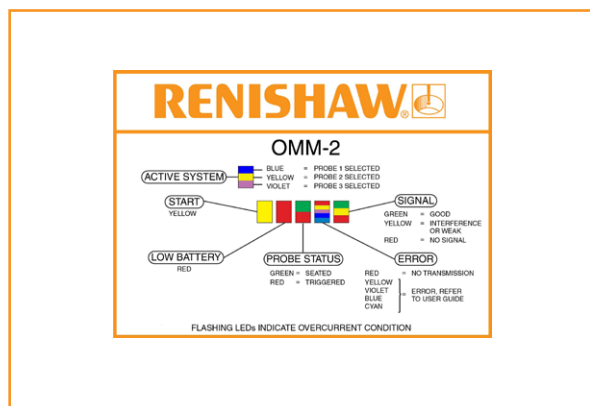 RENISHAW®
OMM-2
ACTIVE SYSTEM
BLUE = PROBE 1 SELECTED
YELLOW = PROBE 2 SELECTED
VIOLET = PROBE 3 SELECTED
START
YELLOW
SIGNAL
GREEN = GOOD
YELLOW = INTERFERENCE
OR WEAK
RED = NO SIGNAL
LOW BATTERY
RED
PROBE STATUS
GREEN = SEATED
RED = TRIGGERED
ERROR
RED = NO TRANSMISSION
YELLOW
VIOLET
BLUE
CYAN
= ERROR, REFER
TO USER GUIDE
FLASHING LEDs INDICATE OVERCURRENT CONDITION